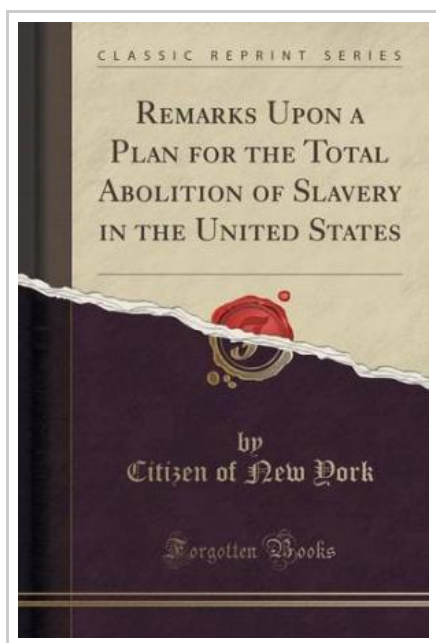 CLASSIC REPRINT SERIES
REMARKS UPON A
PLAN FOR THE TOTAL
ABOLITION OF SLAVERY
IN THE UNITED STATES
by
Citizen of New York
Forgotten Books